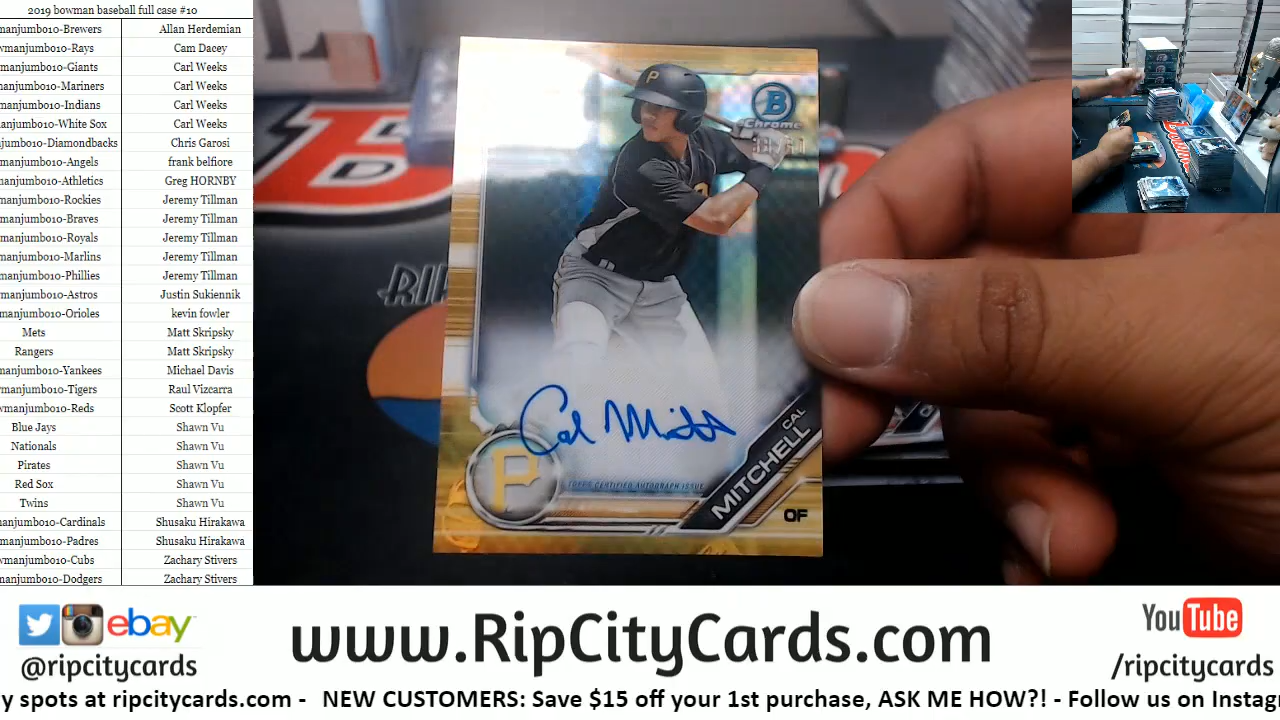 2019 bowman baseball full case #10
manjumbo10-Brewers Allan Herdemian
vmanjumbo10-Rays Cam Dacey
manjumbo10-Giants Carl Weeks
manjumbo10-Mariners Carl Weeks
manjumbo10-Indians Carl Weeks
manjumbo10-White Sox Carl Weeks
njumbo10-Diamondbacks Chris Garosi
manjumbo10-Angels frank belfiore
manjumbo10-Athletics Greg HORNBY
manjumbo10-Rockies Jeremy Tillman
manjumbo10-Braves Jeremy Tillman
manjumbo10-Royals Jeremy Tillman
manjumbo10-Marlins Jeremy Tillman
manjumbo10-Phillies Jeremy Tillman
manjumbo10-Astros Justin Sukiennik
manjumbo10-Orioles kevin fowler
Mets Matt Skripsky
Rangers Matt Skripsky
manjumbo10-Yankees Michael Davis
manjumbo10-Tigers Raul Vizcarra
vmanjumbo10-Reds Scott Klopfer
Blue Jays Shawn Vu
Nationals Shawn Vu
Pirates Shawn Vu
Red Sox Shawn Vu
Twins Shawn Vu
manjumbo10-Cardinals Shusaku Hirakawa
manjumbo10-Padres Shusaku Hirakawa
vmanjumbo10-Cubs Zachary Stivers
manjumbo10-Dodgers Zachary Stivers
P
B
Chrome
RIP
Cal Mitch
P
TOPPS CERTIFIED AUTOGRAPH ISSUE
CAL
MITCHELL
OF
ebay
@ripcitycards
www.RipCityCards.com
YouTube
/ripcitycards
y spots at ripcitycards.com - NEW CUSTOMERS: Save $15 off your 1st purchase, ASK ME HOW?! - Follow us on Instag